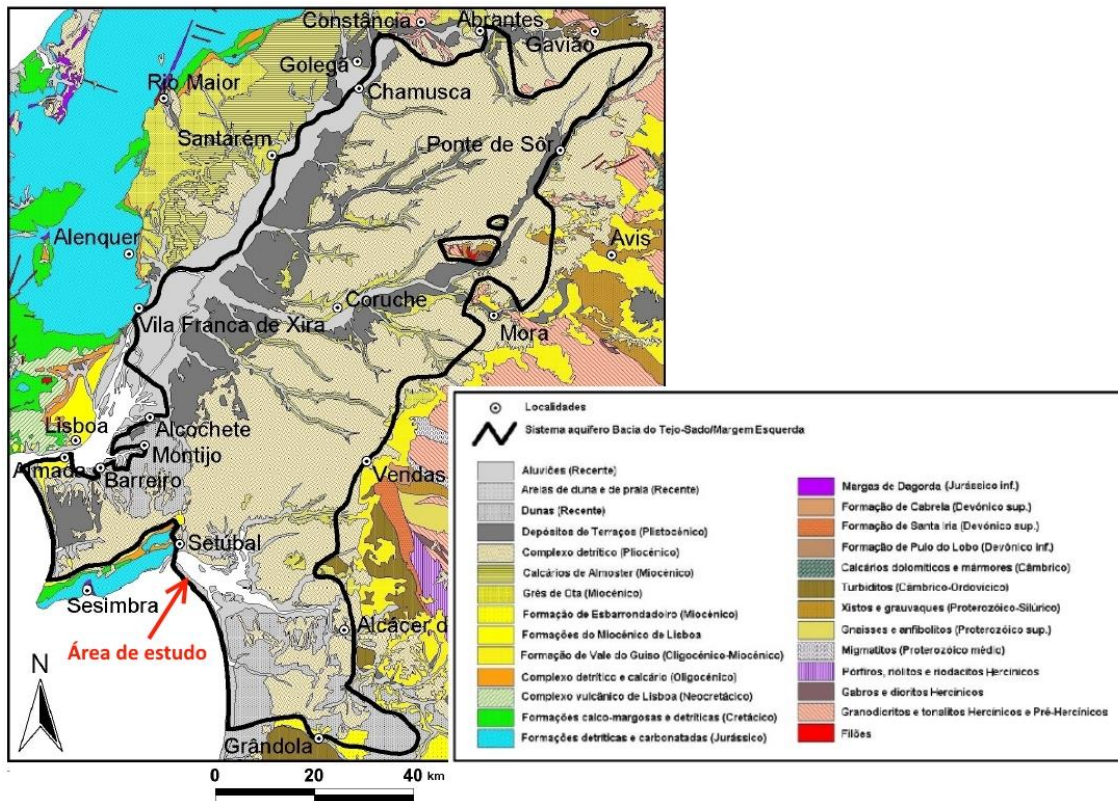 Constância
Abrantes
Gavião
Golegã
Rio Maior
Chamusca
Santarém
Ponte de Sôr
Alenquer
Avis
Coruche
Vila Franca de Xira
Mora
Lisboa
Alcochete
Montijo
Almada
Barreiro
Vendas
Setúbal
Sesimbra
Alcácer d
Área de estudo
N
Grândola
0 20 40 km
Localidades
Sistema aquífero Bacia do Tejo-Sado/Margem Esquerda
Aluviões (Recente)
Areias de duna e de praia (Recente)
Dunas (Recente)
Depósitos de Terraços (Plistocénico)
Complexo detrítico (Pliocénico)
Calcários de Almoster (Miocénico)
Grés de Ota (Miocénico)
Formação de Esbarrondadoiro (Miocénico)
Formações do Miocénico de Lisboa
Formação de Vale do Guiso (Oligocénico-Miocénico)
Complexo detrítico e calcário (Oligocénico)
Complexo vulcânico de Lisboa (Neocretácico)
Formações calco-margosas e detríticas (Cretácico)
Formações detríticas e carbonatadas (Jurássico)
Margas de Dagorda (Jurássico inf.)
Formação de Cabrela (Devónico sup.)
Formação de Santa Iria (Devónico sup.)
Formação de Pulo do Lobo (Devónico Inf.)
Calcários dolomíticos e mármores (Câmbrico)
Turbiditos (Câmbrico-Ordovícico)
Xistos e grauvaques (Proterozóico-Silúrico)
Gnaisses e anfibolitos (Proterozóico sup.)
Migmatitos (Proterozóico médio)
Pórfiros, riólitos e riodacitos Hercínicos
Gabros e dioritos Hercínicos
Granodioritos e tonalitos Hercínicos e Pré-Hercínicos
Filões